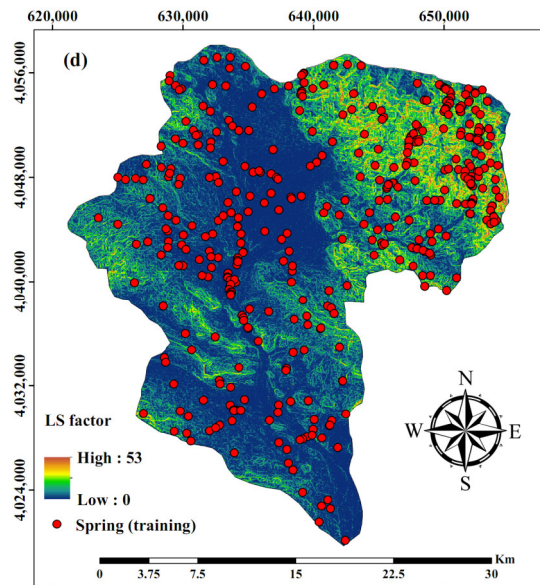 620,000 630,000 640,000 650,000
(d)
4,056,000
4,048,000
4,040,000
4,032,000
4,024,000
N
W E
S
LS factor
High : 53
Low : 0
Spring (training)
Km
0 3.75 7.5 15 22.5 30